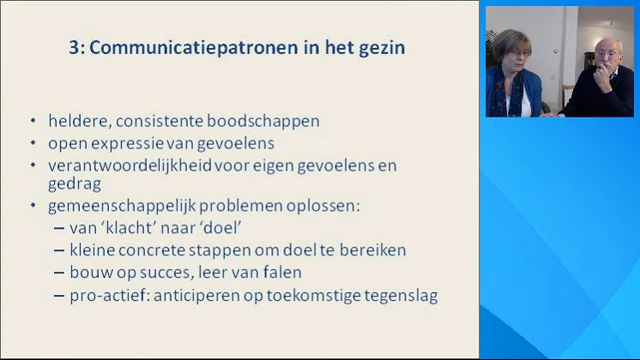 3: Communicatiepatronen in het gezin
• heldere, consistente boodschappen
• open expressie van gevoelens
• verantwoordelijkheid voor eigen gevoelens en
gedrag
• gemeenschappelijk problemen oplossen:
– van ‘klacht’ naar ‘doel’
– kleine concrete stappen om doel te bereiken
– bouw op succes, leer van falen
– pro-actief: anticiperen op toekomstige tegenslag